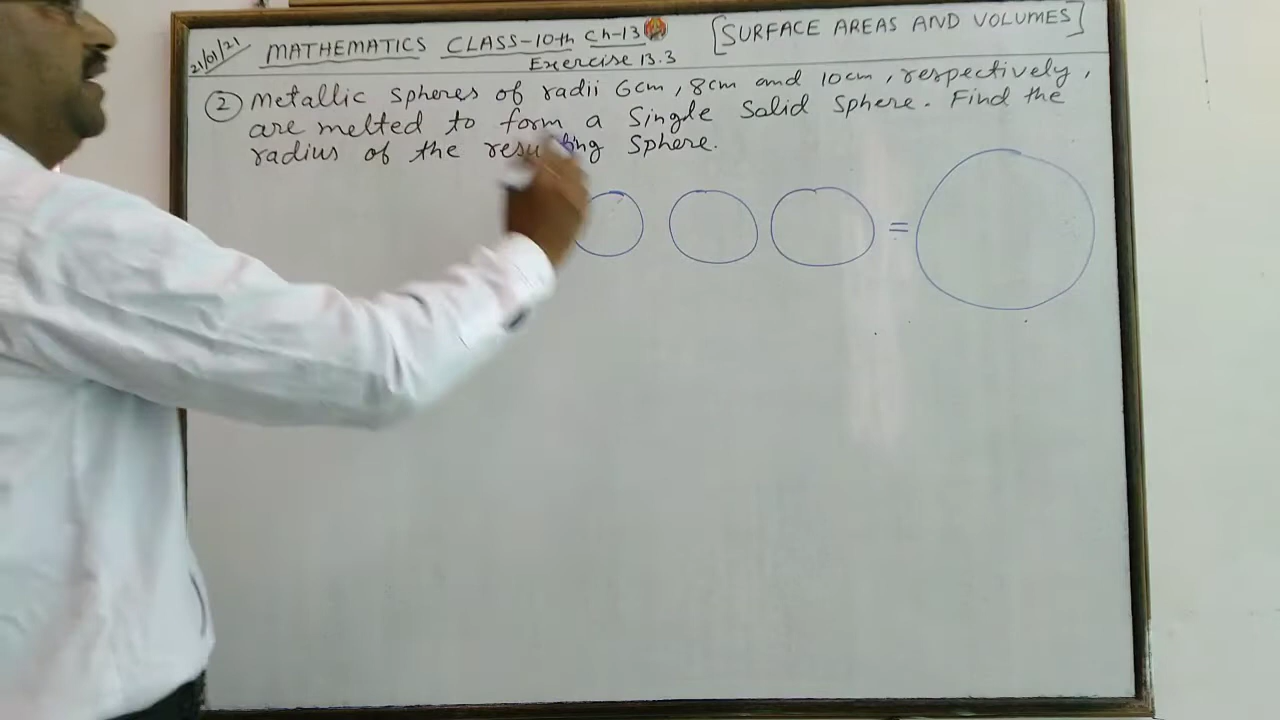 21/01/21 MATHEMATICS CLASS-10th Ch-13 [SURFACE AREAS AND VOLUMES]
Exercise 13.3
② Metallic spheres of radii 6cm, 8cm and 10cm, respectively,
are melted to form a Single Solid Sphere. Find the
radius of the resulting Sphere.
=